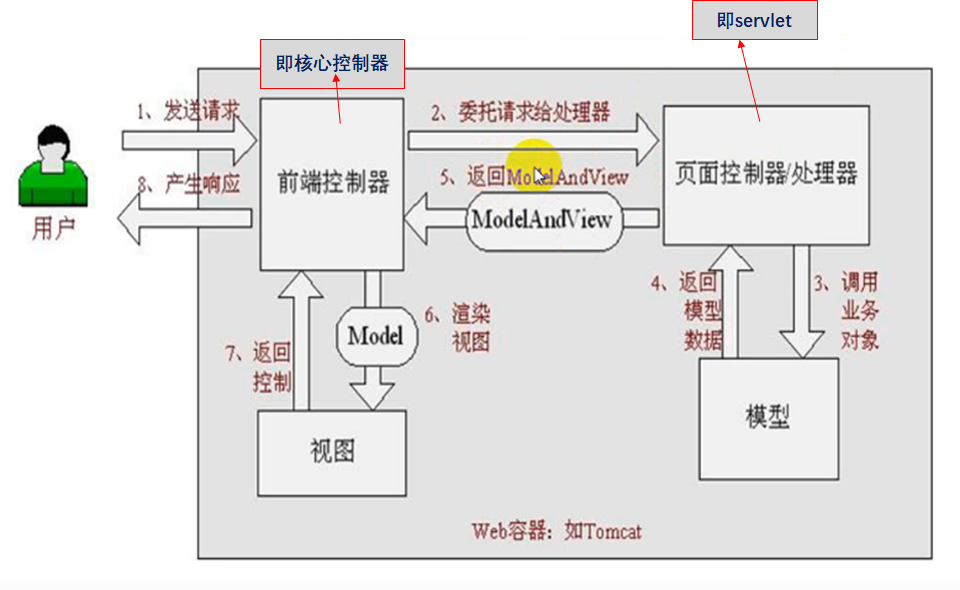 即servlet
即核心控制器
1、发送请求
2、委托请求给处理器
8、产生响应
前端控制器
5、返回ModelAndView
ModelAndView
页面控制器/处理器
用户
4、返回
模型
数据
3、调用
业务
对象
6、渲染
视图
Model
7、返回
控制
视图
模型
Web容器：如Tomcat